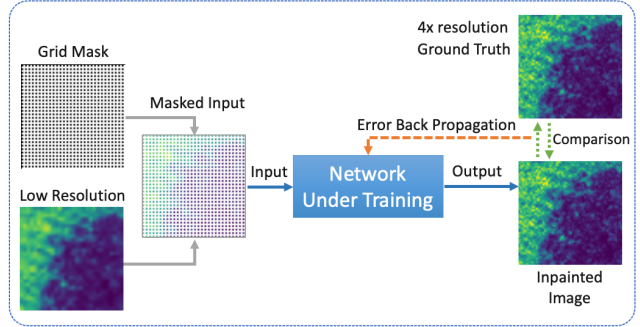 Grid Mask
Masked Input
Low Resolution
Input
Network
Under Training
Output
Error Back Propagation
4x resolution
Ground Truth
Comparison
Inpainted
Image